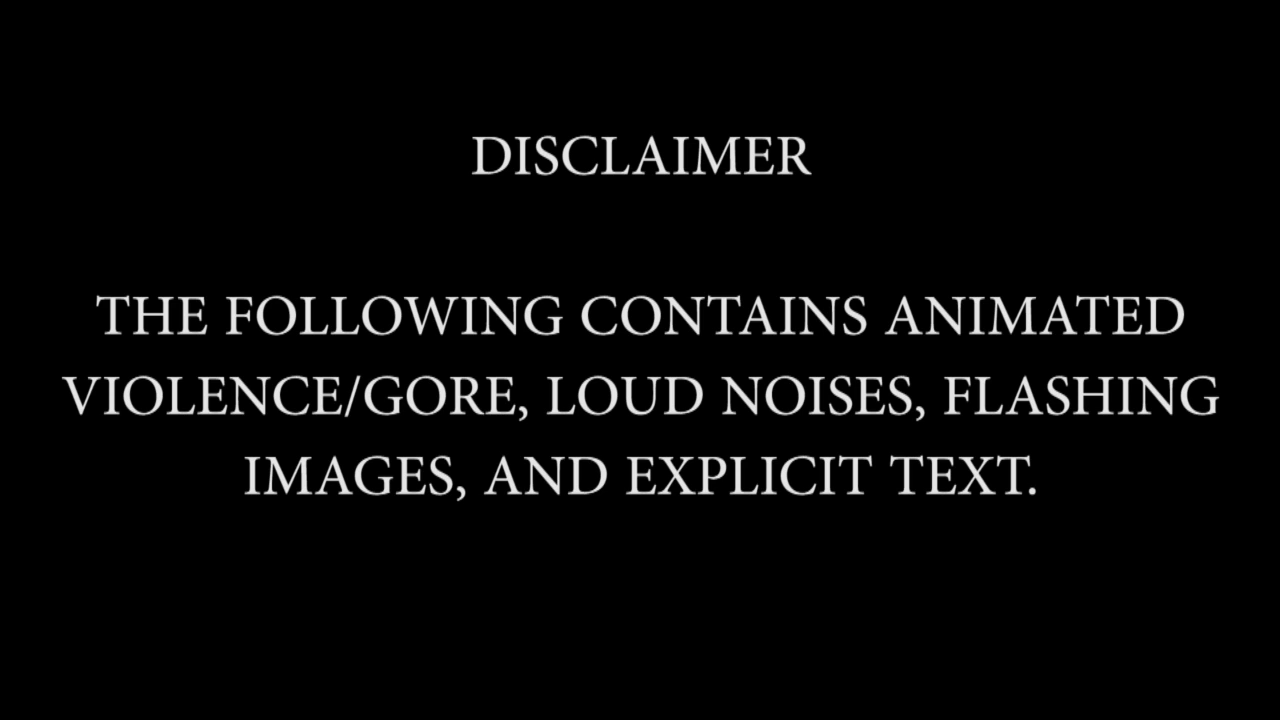 DISCLAIMER
THE FOLLOWING CONTAINS ANIMATED
VIOLENCE/GORE, LOUD NOISES, FLASHING
IMAGES, AND EXPLICIT TEXT.